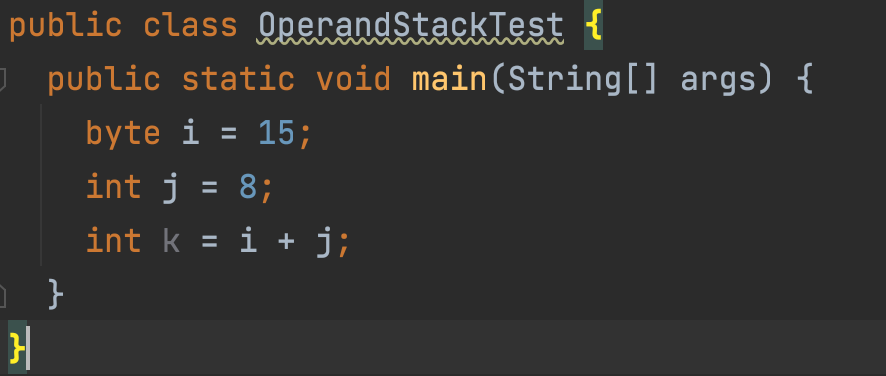 public class OperandStackTest {
  public static void main(String[] args) {
    byte i = 15;
    int j = 8;
    int k = i + j;
  }
}